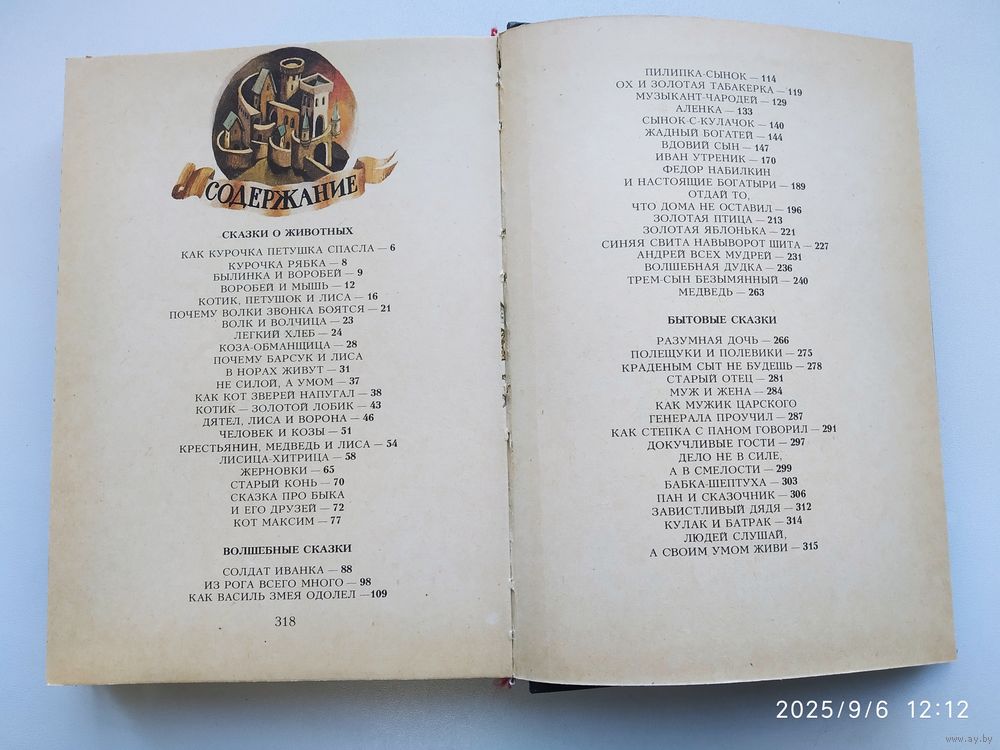 СОДЕРЖАНИЕ
СКАЗКИ О ЖИВОТНЫХ
КАК КУРОЧКА ПЕТУШКА СПАСЛА — 6
КУРОЧКА РЯБКА — 8
БЫЛИНКА И ВОРОБЕЙ — 9
ВОРОБЕЙ И МЫШЬ — 12
КОТИК, ПЕТУШОК И ЛИСА — 16
ПОЧЕМУ ВОЛКИ ЗВОНКА БОЯТСЯ — 21
ВОЛК И ВОЛЧИЦА — 23
ЛЕГКИЙ ХЛЕБ — 24
КОЗА-ОБМАНЩИЦА — 28
ПОЧЕМУ БАРСУК И ЛИСА
В НОРАХ ЖИВУТ — 31
НЕ СИЛОЙ, А УМОМ — 37
КАК КОТ ЗВЕРЕЙ НАПУГАЛ — 38
КОТИК — ЗОЛОТОЙ ЛОБИК — 43
ДЯТЕЛ, ЛИСА И ВОРОНА — 46
ЧЕЛОВЕК И КОЗЫ — 51
КРЕСТЬЯНИН, МЕДВЕДЬ И ЛИСА — 54
ЛИСИЦА-ХИТРИЦА — 58
ЖЕРНОВКИ — 65
СТАРЫЙ КОНЬ — 70
СКАЗКА ПРО БЫКА
И ЕГО ДРУЗЕЙ — 72
КОТ МАКСИМ — 77
ВОЛШЕБНЫЕ СКАЗКИ
СОЛДАТ ИВАНКА — 88
ИЗ РОГА ВСЕГО МНОГО — 98
КАК ВАСИЛЬ ЗМЕЯ ОДОЛЕЛ — 109
318
ПИЛИПКА-СЫНОК — 114
ОХ И ЗОЛОТАЯ ТАБАКЕРКА — 119
МУЗЫКАНТ-ЧАРОДЕЙ — 129
АЛЕНКА — 133
СЫНОК-С-КУЛАЧОК — 140
ЖАДНЫЙ БОГАТЕЙ — 144
ВДОВИЙ СЫН — 147
ИВАН УТРЕНИК — 170
ФЕДОР НАБИЛКИН
И НАСТОЯЩИЕ БОГАТЫРИ — 189
ОТДАЙ ТО,
ЧТО ДОМА НЕ ОСТАВИЛ — 196
ЗОЛОТАЯ ПТИЦА — 213
ЗОЛОТАЯ ЯБЛОНЬКА — 221
СИНЯЯ СВИТА НАВЫВОРОТ ШИТА — 227
АНДРЕЙ ВСЕХ МУДРЕЙ — 231
ВОЛШЕБНАЯ ДУДКА — 236
ТРЕМ-СЫН БЕЗЫМЯННЫЙ — 240
МЕДВЕДЬ — 263
БЫТОВЫЕ СКАЗКИ
РАЗУМНАЯ ДОЧЬ — 266
ПОЛЕЩУКИ И ПОЛЕВИКИ — 275
КРАДЕНЫМ СЫТ НЕ БУДЕШЬ — 278
СТАРЫЙ ОТЕЦ — 281
МУЖ И ЖЕНА — 284
КАК МУЖИК ЦАРСКОГО
ГЕНЕРАЛА ПРОУЧИЛ — 287
КАК СТЕПКА С ПАНОМ ГОВОРИЛ — 291
ДОКУЧЛИВЫЕ ГОСТИ — 297
ДЕЛО НЕ В СИЛЕ,
А В СМЕЛОСТИ — 299
БАБКА-ШЕПТУХА — 303
ПАН И СКАЗОЧНИК — 306
ЗАВИСТЛИВЫЙ ДЯДЯ — 312
КУЛАК И БАТРАК — 314
ЛЮДЕЙ СЛУШАЙ,
А СВОИМ УМОМ ЖИВИ — 315
2025/9/6 12:12
www.ay.by